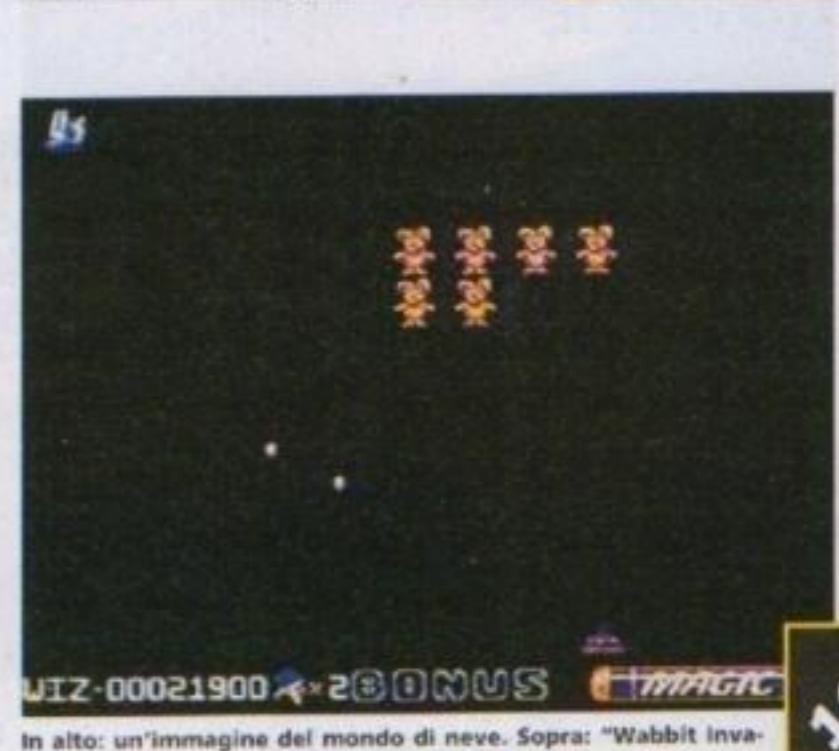 WIZ-00021900 × 2 BONUS MAGIC
In alto: un'immagine del mondo di neve. Sopra: "Wabbit Inva-